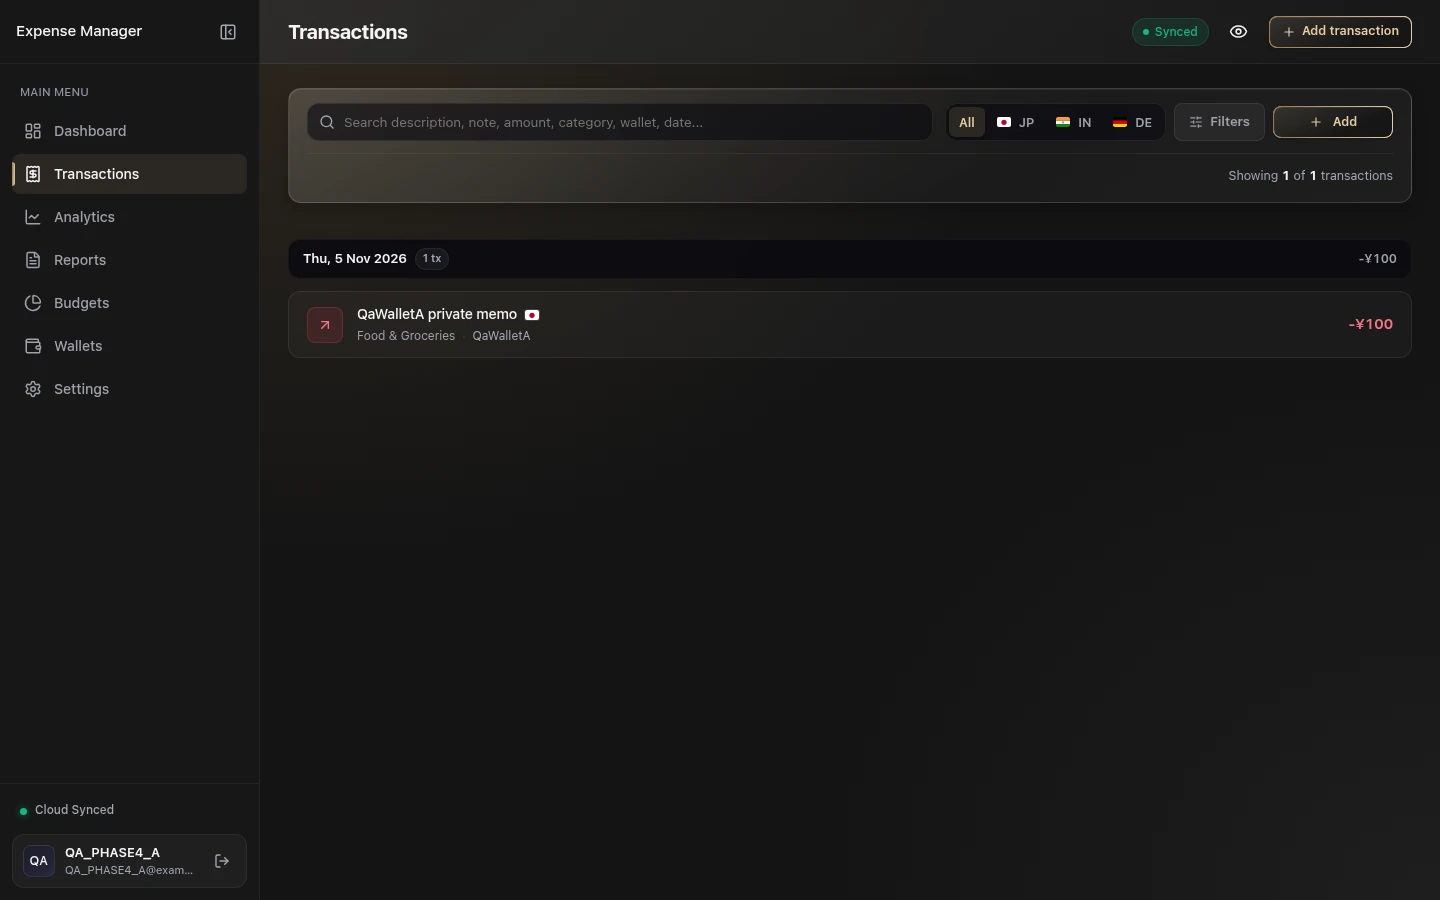 Expense Manager
MAIN MENU
Dashboard
Transactions
Analytics
Reports
Budgets
Wallets
Settings
Cloud Synced
QA
QA_PHASE4_A
QA_PHASE4_A@exam...
Transactions
Synced
+ Add transaction
Search description, note, amount, category, wallet, date...
All
JP
IN
DE
Filters
+ Add
Showing 1 of 1 transactions
Thu, 5 Nov 2026 1 tx -¥100
QaWalletA private memo
Food & Groceries · QaWalletA
-¥100